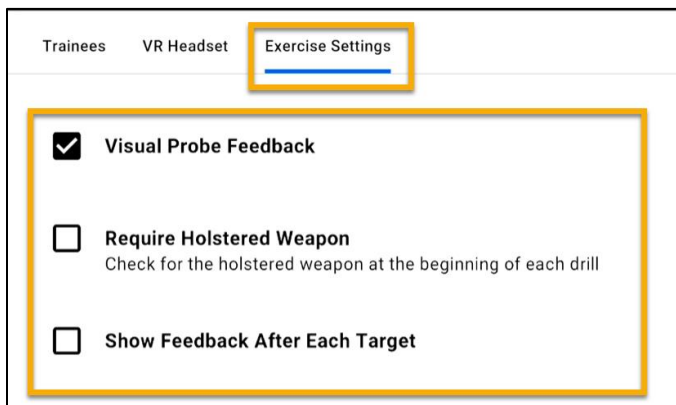 Trainees VR Headset Exercise Settings
Visual Probe Feedback
Require Holstered Weapon
Check for the holstered weapon at the beginning of each drill
Show Feedback After Each Target